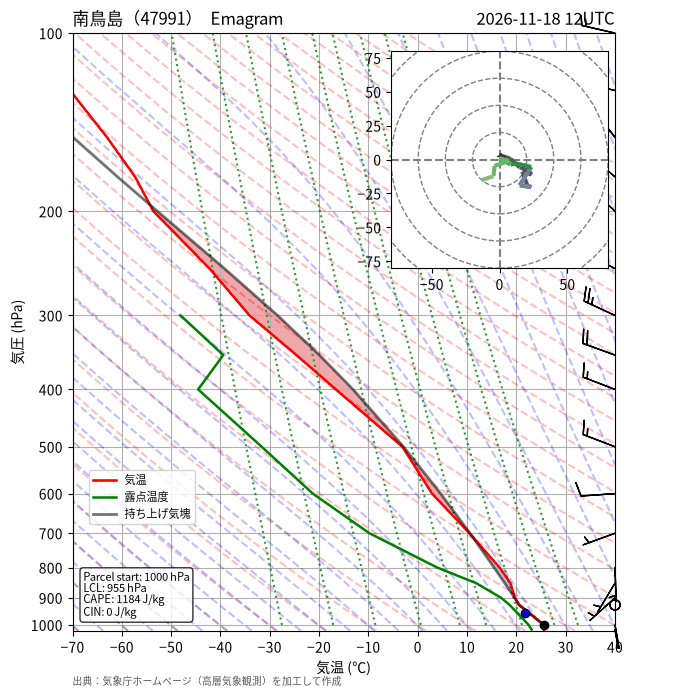 南鳥島（47991） Emagram
2026-11-18 12UTC
100
200
300
400
500
600
700
800
900
1000
気圧 (hPa)
75
50
25
0
−25
−50
−75
−50
0
50
気温
露点温度
持ち上げ気塊
Parcel start: 1000 hPa
LCL: 955 hPa
CAPE: 1184 J/kg
CIN: 0 J/kg
−70
−60
−50
−40
−30
−20
−10
0
10
20
30
40
気温 (°C)
出典：気象庁ホームページ（高層気象観測）を加工して作成